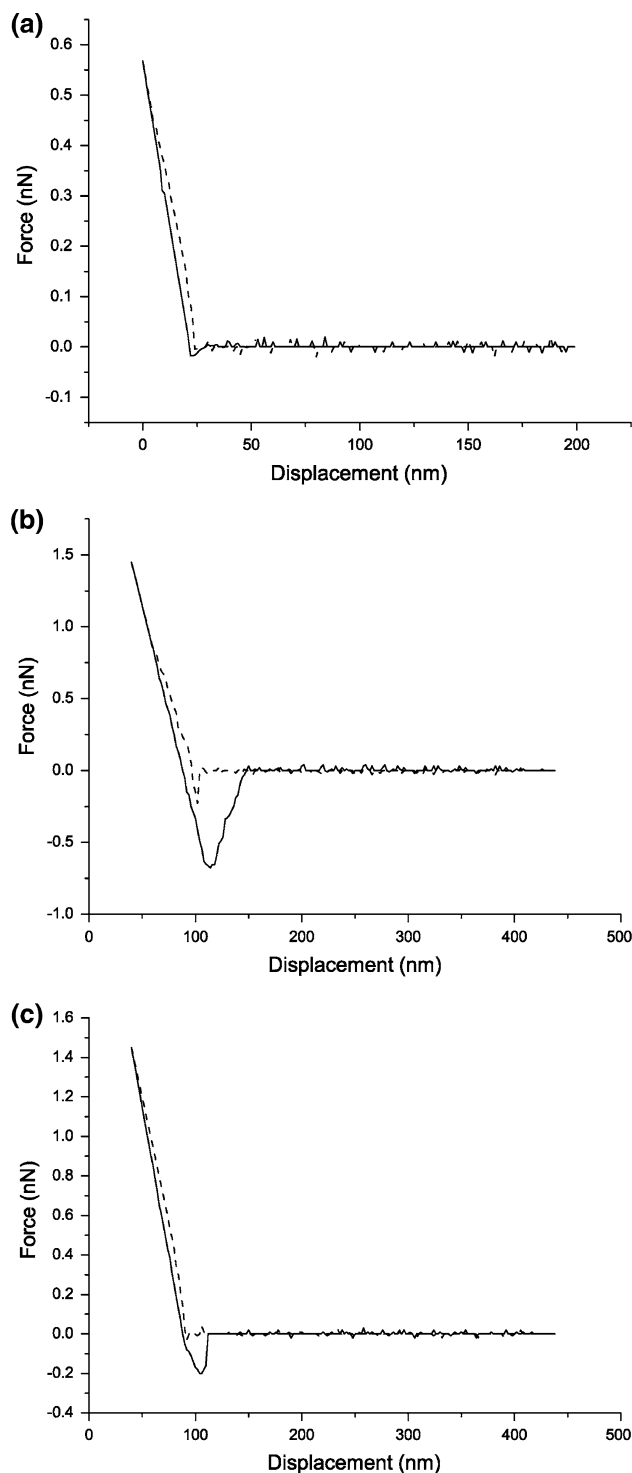 (a)
0.6
0.5
0.4
0.3
0.2
0.1
0.0
-0.1
Force (nN)
0 50 100 150 200
Displacement (nm)
(b)
1.5
1.0
0.5
0.0
-0.5
-1.0
Force (nN)
0 100 200 300 400 500
Displacement (nm)
(c)
1.6
1.4
1.2
1.0
0.8
0.6
0.4
0.2
0.0
-0.2
-0.4
Force (nN)
0 100 200 300 400 500
Displacement (nm)